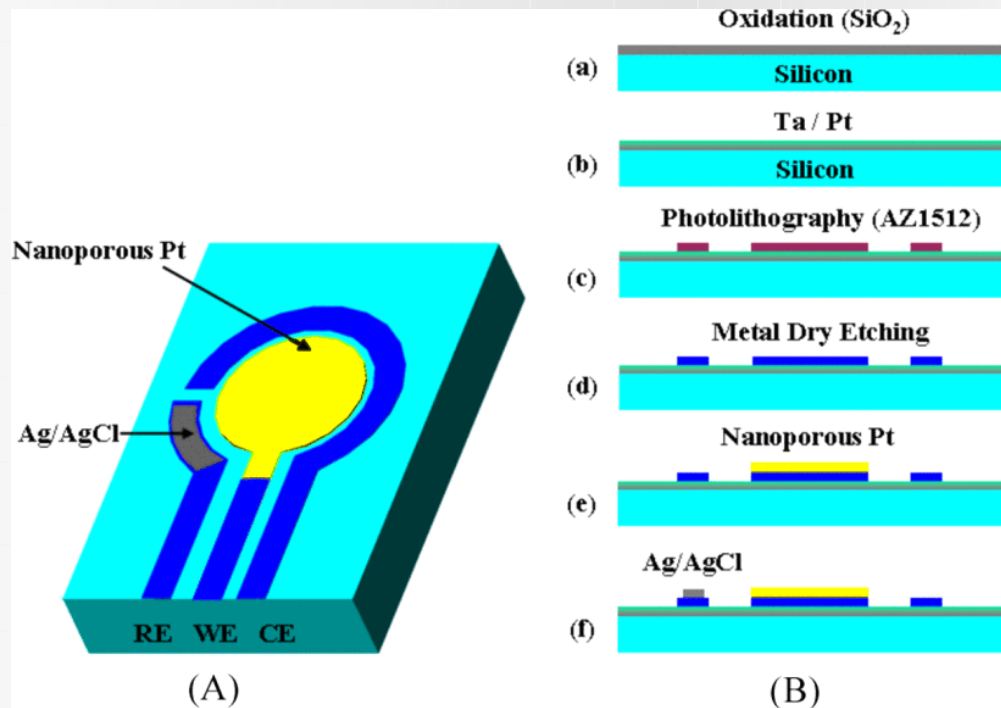 Nanoporous Pt
Ag/AgCl
RE WE CE
(A)
Oxidation (SiO₂)
(a)
Silicon
Ta / Pt
(b)
Silicon
Photolithography (AZ1512)
(c)
Metal Dry Etching
(d)
Nanoporous Pt
(e)
Ag/AgCl
(f)
(B)